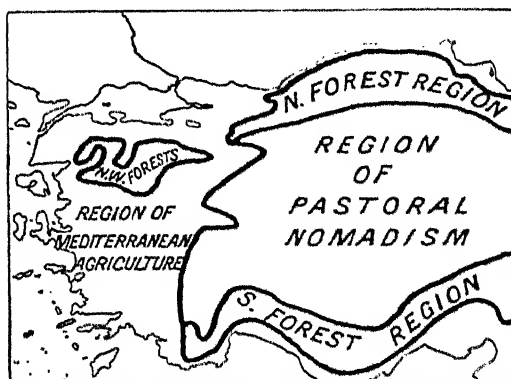 N. FOREST REGION
REGION
OF
PASTORAL
NOMADISM
N.W. FORESTS
REGION OF
MEDITERRANEAN
AGRICULTURE
S. FOREST REGION